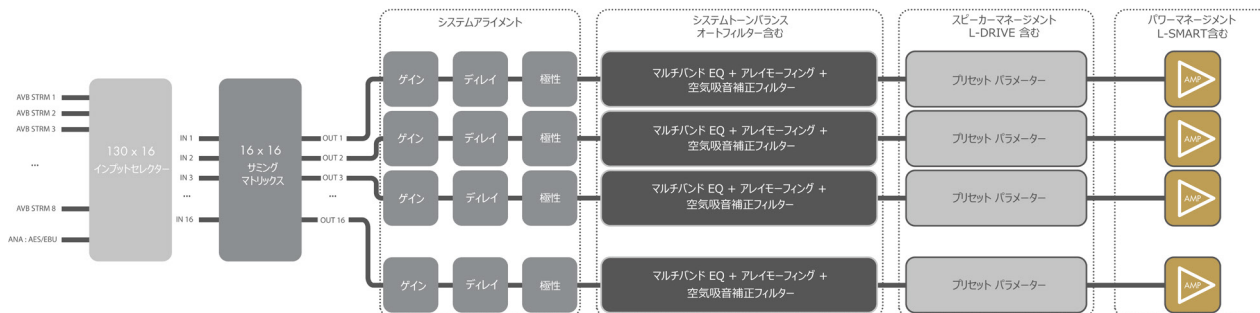 システムアライメント
システムトーンバランス
オートフィルター含む
スピーカーマネージメント
L-DRIVE 含む
パワーマネージメント
L-SMART含む
AVB STRM 1
AVB STRM 2
AVB STRM 3
...
AVB STRM 8
ANA : AES/EBU
130 x 16
インプットセレクター
IN 1
IN 2
IN 3
...
IN 16
16 x 16
サミング
マトリックス
OUT 1
OUT 2
OUT 3
...
OUT 16
ゲイン
ディレイ
極性
マルチバンド EQ + アレイモーフィング +
空気吸音補正フィルター
プリセット パラメーター
AMP
ゲイン
ディレイ
極性
マルチバンド EQ + アレイモーフィング +
空気吸音補正フィルター
プリセット パラメーター
AMP
ゲイン
ディレイ
極性
マルチバンド EQ + アレイモーフィング +
空気吸音補正フィルター
プリセット パラメーター
AMP
ゲイン
ディレイ
極性
マルチバンド EQ + アレイモーフィング +
空気吸音補正フィルター
プリセット パラメーター
AMP